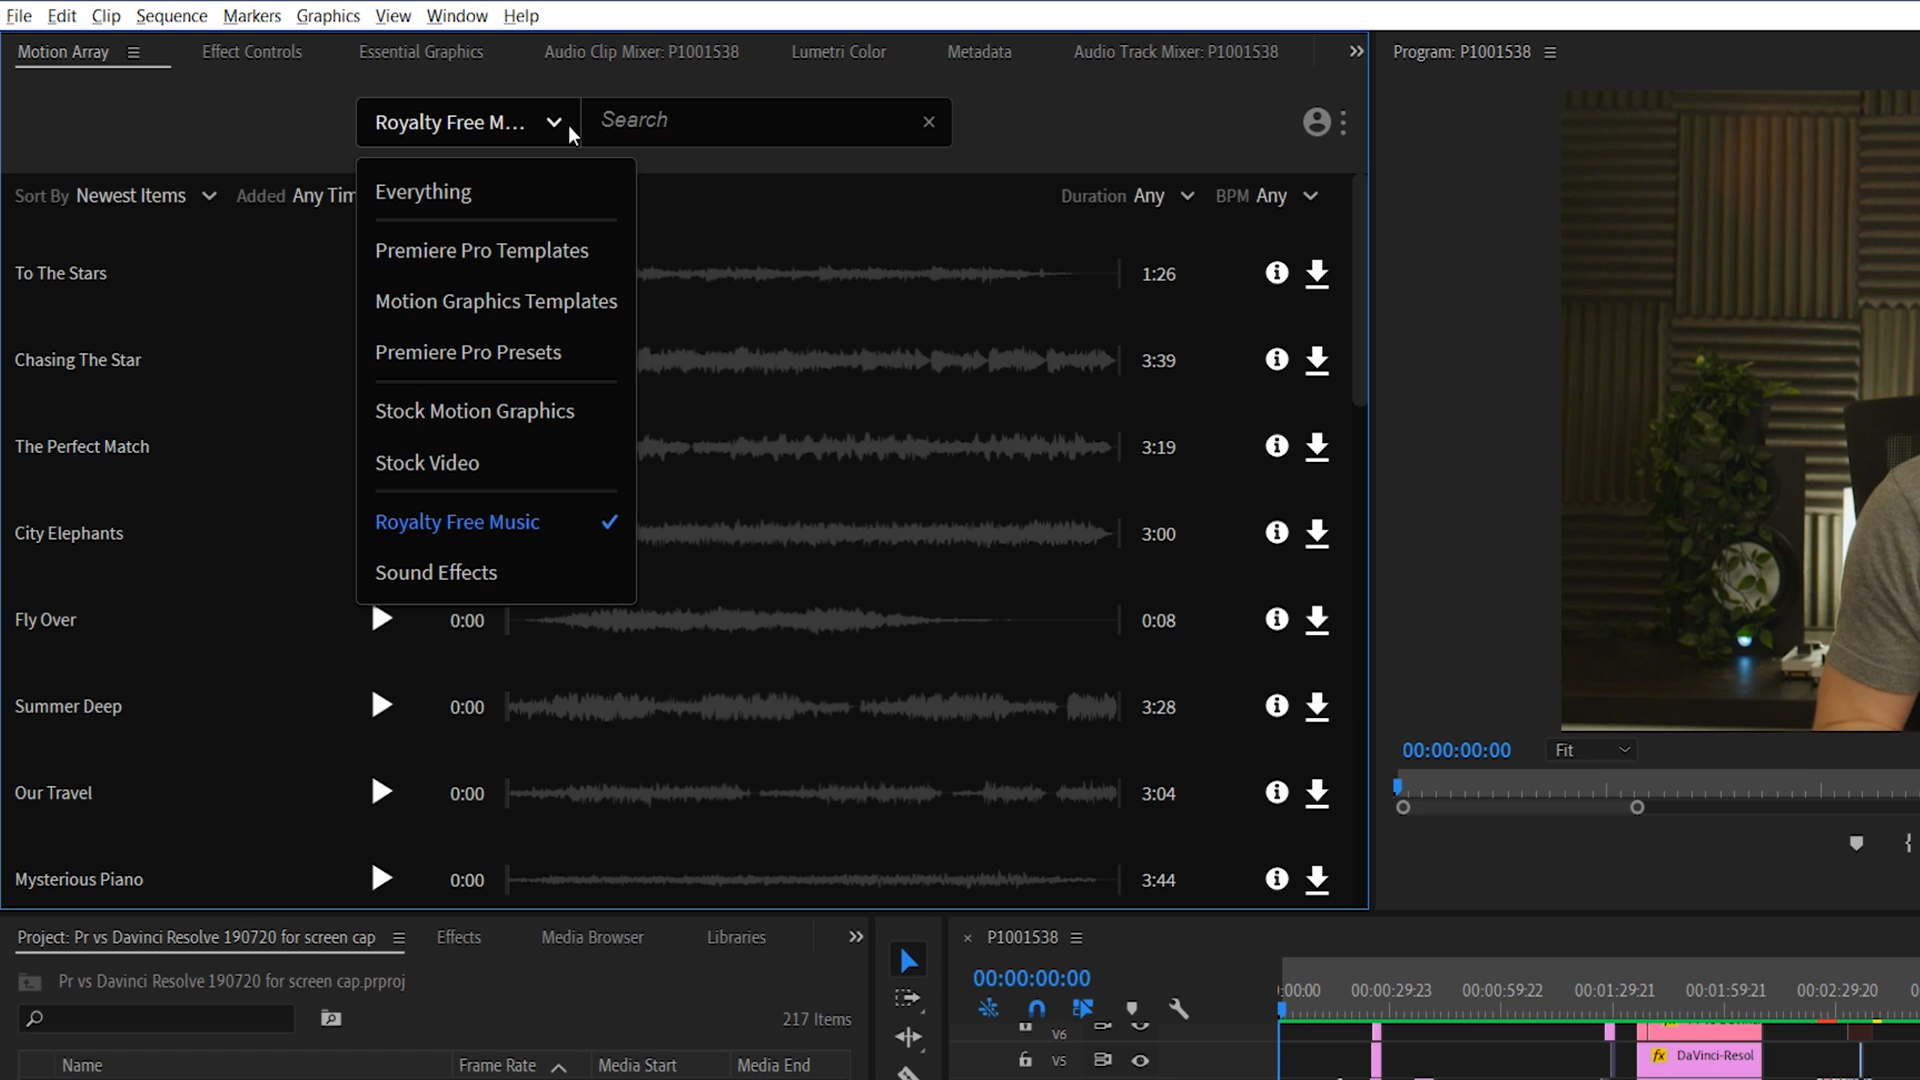 File Edit Clip Sequence Markers Graphics View Window Help
Motion Array Effect Controls Essential Graphics Audio Clip Mixer: P1001538 Lumetri Color Metadata Audio Track Mixer: P1001538
Program: P1001538
Royalty Free M... Search
Everything
Premiere Pro Templates
Motion Graphics Templates
Premiere Pro Presets
Stock Motion Graphics
Stock Video
Royalty Free Music
Sound Effects
Sort By Newest Items Added Any Tim Duration Any BPM Any
To The Stars 1:26
Chasing The Star 3:39
The Perfect Match 3:19
City Elephants 3:00
Fly Over 0:00 0:08
Summer Deep 0:00 3:28
Our Travel 0:00 3:04
Mysterious Piano 0:00 3:44
00:00:00:00 Fit
Project: Pr vs Davinci Resolve 190720 for screen cap Effects Media Browser Libraries
Pr vs Davinci Resolve 190720 for screen cap.prproj
217 Items
Name Frame Rate Media Start Media End
P1001538
00:00:00:00
:00:00 00:00:29:23 00:00:59:22 00:01:29:21 00:01:59:21 00:02:29:20
V6
V5
fx DaVinci-Resol